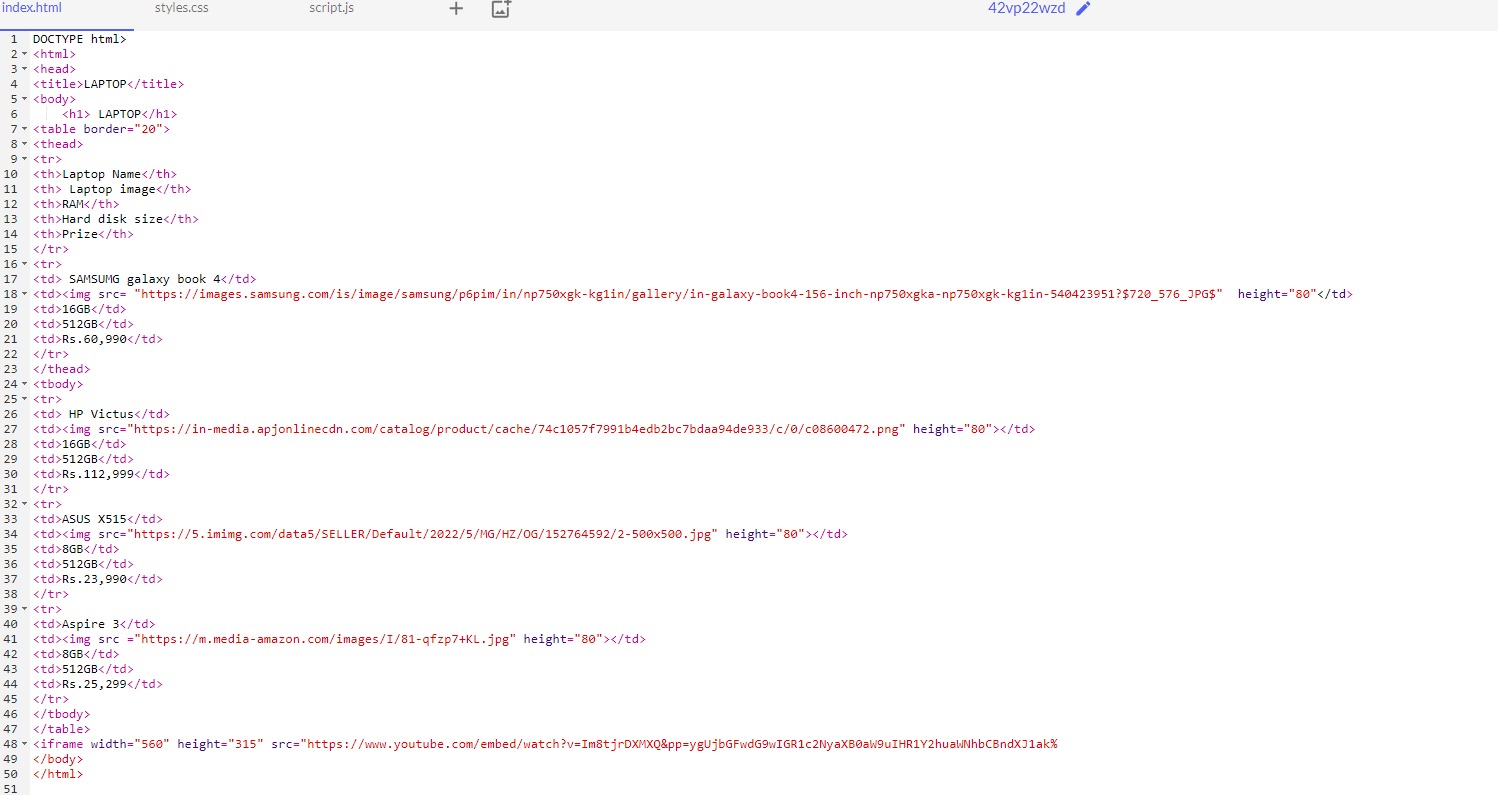 index.html styles.css script.js + 42vp22wzd
1 DOCTYPE html>
2 <html>
3 <head>
4 <title>LAPTOP</title>
5 <body>
6     <h1> LAPTOP</h1>
7 <table border="20">
8 <thead>
9 <tr>
10 <th>Laptop Name</th>
11 <th> Laptop image</th>
12 <th>RAM</th>
13 <th>Hard disk size</th>
14 <th>Prize</th>
15 </tr>
16 <tr>
17 <td> SAMSUMG galaxy book 4</td>
18 <td><img src= "https://images.samsung.com/is/image/samsung/p6pim/in/np750xgk-kg1in/gallery/in-galaxy-book4-156-inch-np750xgka-np750xgk-kg1in-540423951?$720_576_JPG$"  height="80"</td>
19 <td>16GB</td>
20 <td>512GB</td>
21 <td>Rs.60,990</td>
22 </tr>
23 </thead>
24 <tbody>
25 <tr>
26 <td> HP Victus</td>
27 <td><img src="https://in-media.apjonlinecdn.com/catalog/product/cache/74c1057f7991b4edb2bc7bdaa94de933/c/0/c08600472.png" height="80"></td>
28 <td>16GB</td>
29 <td>512GB</td>
30 <td>Rs.112,999</td>
31 </tr>
32 <tr>
33 <td>ASUS X515</td>
34 <td><img src="https://5.imimg.com/data5/SELLER/Default/2022/5/MG/HZ/OG/152764592/2-500x500.jpg" height="80"></td>
35 <td>8GB</td>
36 <td>512GB</td>
37 <td>Rs.23,990</td>
38 </tr>
39 <tr>
40 <td>Aspire 3</td>
41 <td><img src ="https://m.media-amazon.com/images/I/81-qfzp7+KL.jpg" height="80"></td>
42 <td>8GB</td>
43 <td>512GB</td>
44 <td>Rs.25,299</td>
45 </tr>
46 </tbody>
47 </table>
48 <iframe width="560" height="315" src="https://www.youtube.com/embed/watch?v=Im8tjrDXMXQ&pp=ygUjbGFwdG9wIGR1c2NyaXB0aW9uIHR1Y2huaWNhbCBndXJ1ak%
49 </body>
50 </html>
51